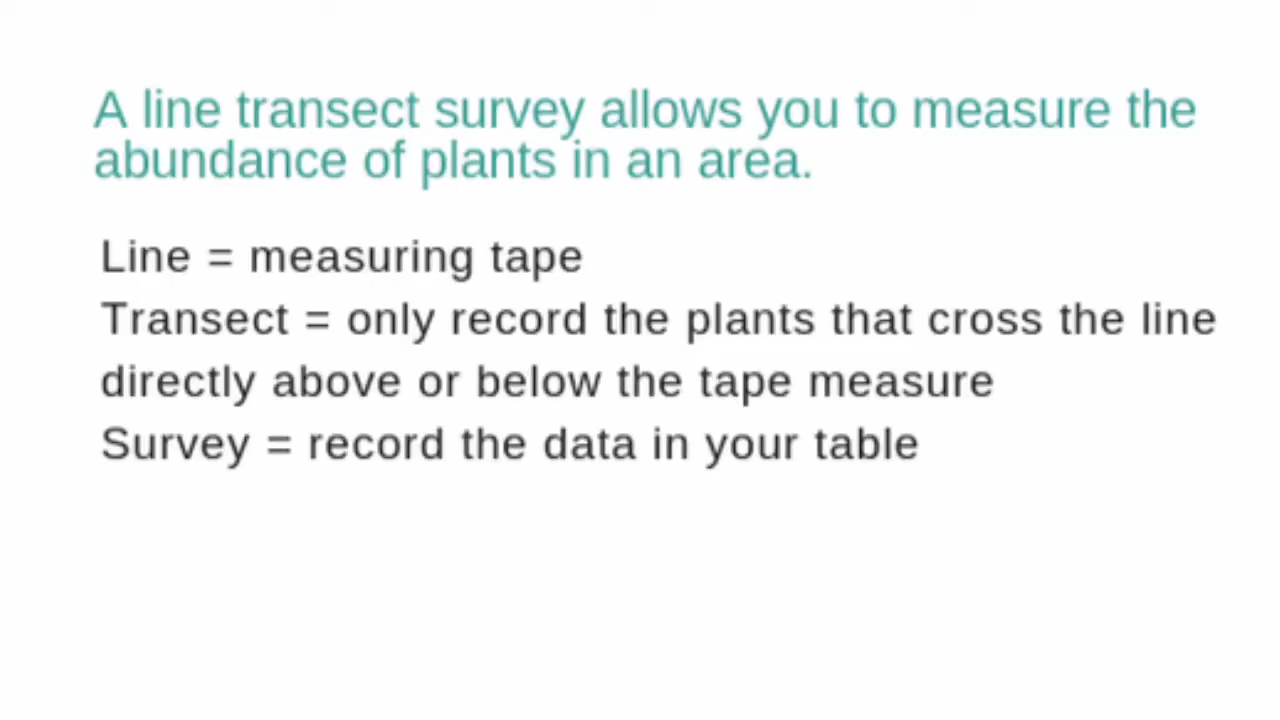 A line transect survey allows you to measure the
abundance of plants in an area.
Line = measuring tape
Transect = only record the plants that cross the line
directly above or below the tape measure
Survey = record the data in your table